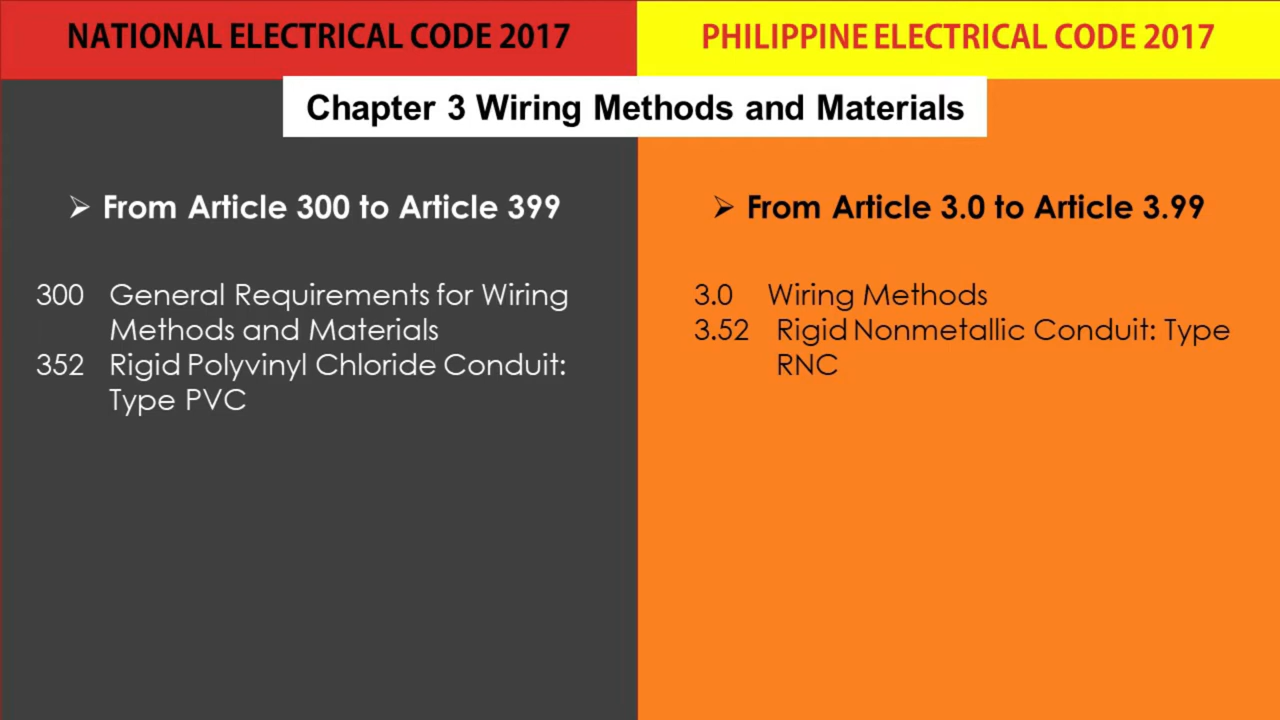 NATIONAL ELECTRICAL CODE 2017
PHILIPPINE ELECTRICAL CODE 2017
Chapter 3 Wiring Methods and Materials
➢ From Article 300 to Article 399
300 General Requirements for Wiring
Methods and Materials
352 Rigid Polyvinyl Chloride Conduit:
Type PVC
➢ From Article 3.0 to Article 3.99
3.0 Wiring Methods
3.52 Rigid Nonmetallic Conduit: Type
RNC